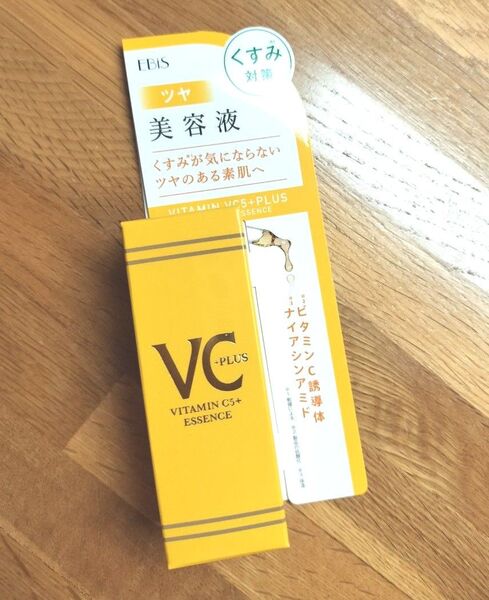 EBiS
くすみ
対策
ツヤ
美容液
くすみが気にならない
ツヤのある素肌へ
VITAMIN VC5+PLUS
ESSENCE
VC
-PLUS
VITAMIN C5+
ESSENCE
ビタミンC誘導体
ナイアシンアミド